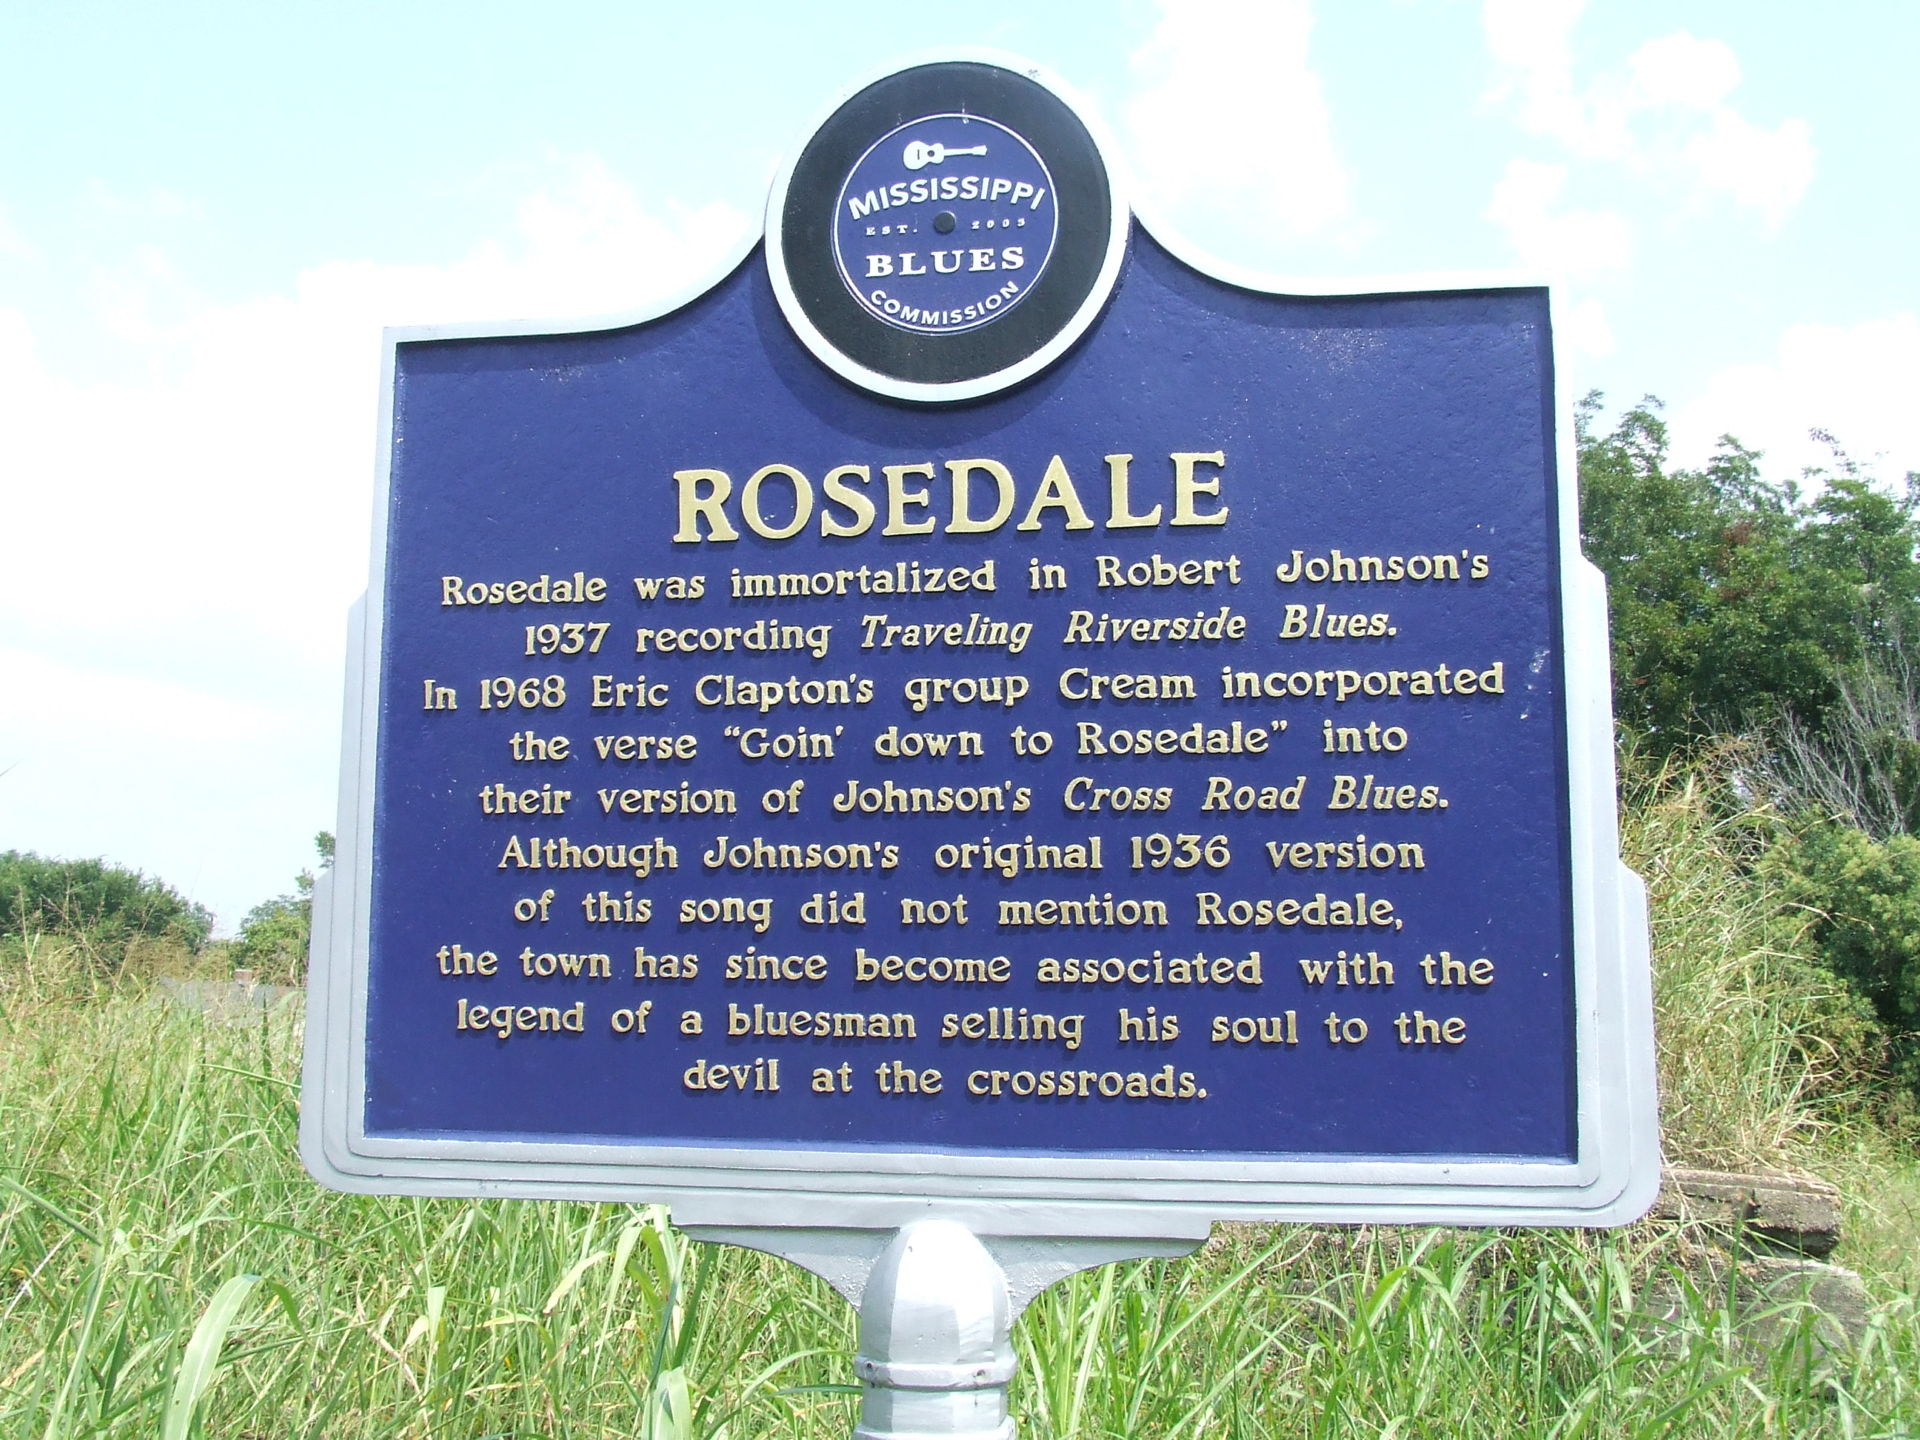 MISSISSIPPI
EST. 2003
BLUES
COMMISSION
ROSEDALE
Rosedale was immortalized in Robert Johnson's
1937 recording Traveling Riverside Blues.
In 1968 Eric Clapton's group Cream incorporated
the verse “Goin' down to Rosedale” into
their version of Johnson's Cross Road Blues.
Although Johnson's original 1936 version
of this song did not mention Rosedale,
the town has since become associated with the
legend of a bluesman selling his soul to the
devil at the crossroads.